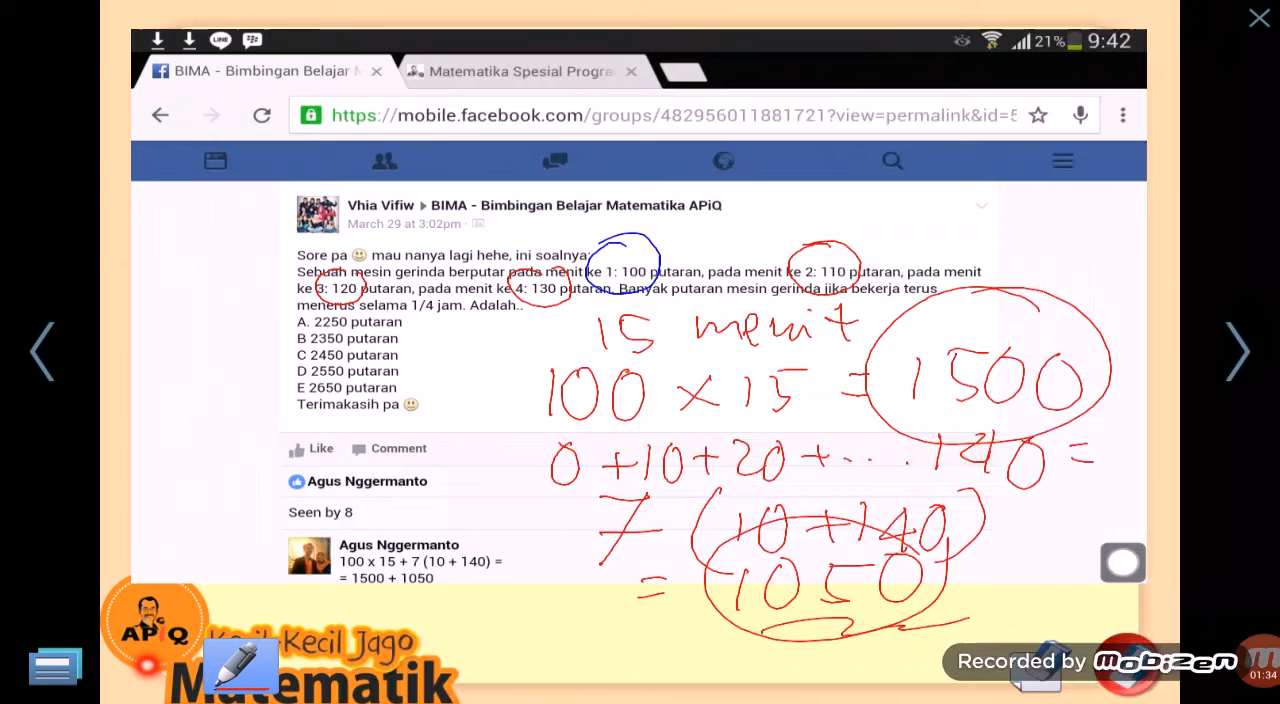 21% 9:42
BIMA - Bimbingan Belajar M
Matematika Spesial Progra
https://mobile.facebook.com/groups/482956011881721?view=permalink&id=5
Vhia Vifiw ▸ BIMA - Bimbingan Belajar Matematika APiQ
March 29 at 3:02pm ·
Sore pa 😃 mau nanya lagi hehe, ini soalnya:
Sebuah mesin gerinda berputar pada menit ke 1: 100 putaran, pada menit ke 2: 110 putaran, pada menit
ke 3: 120 putaran, pada menit ke 4: 130 putaran. Banyak putaran mesin gerinda jika bekerja terus
menerus selama 1/4 jam. Adalah..
A. 2250 putaran
B 2350 putaran
C 2450 putaran
D 2550 putaran
E 2650 putaran
Terimakasih pa 😃
15 menit
100 × 15 = 1500
0 + 10 + 20 + ... 140 =
7 (10 + 140)
= 1050
Like Comment
Agus Nggermanto
Seen by 8
Agus Nggermanto
100 x 15 + 7 (10 + 140) =
= 1500 + 1050
APiQ
Kecil-Kecil Jago
Matematik
Recorded by mobizen
01:34
LINE